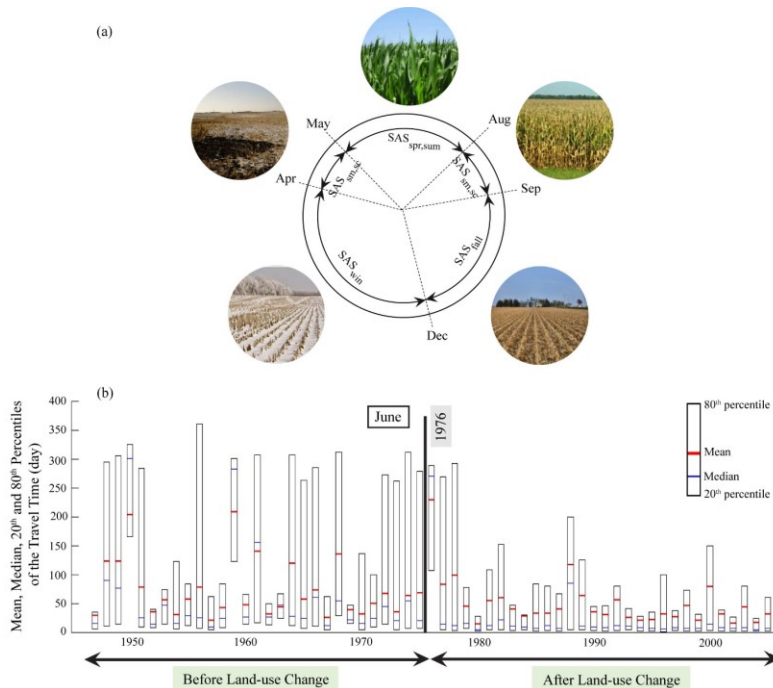 (a)
May
Aug
SAS spr,sum
SAS sm,sc
SAS sm,sc
Apr
Sep
SAS win
SAS fall
Dec
(b)
Mean, Median, 20th and 80th Percentiles
of the Travel Time (day)
400
350
300
250
200
150
100
50
0
June
1976
80th percentile
Mean
Median
20th percentile
1950
1960
1970
1980
1990
2000
Before Land-use Change
After Land-use Change